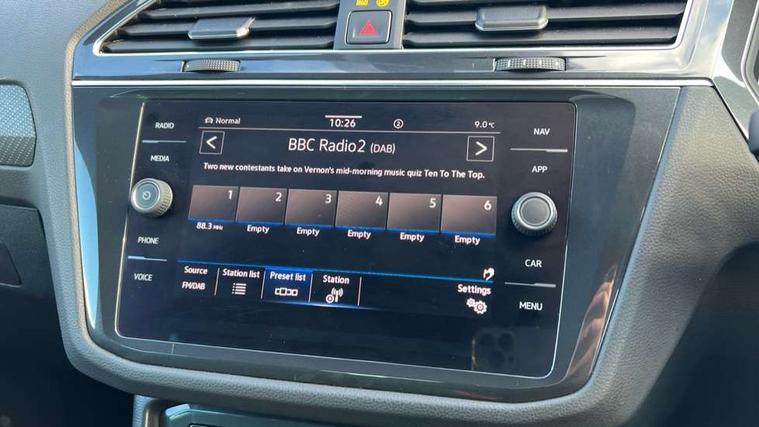 RADIO
MEDIA
PHONE
VOICE
Normal 10:26 2 9.0°C
BBC Radio2 (DAB)
Two new contestants take on Vernon's mid-morning music quiz Ten To The Top.
1 2 3 4 5 6
88.3 MHz Empty Empty Empty Empty Empty
Source Station list Preset list Station Settings
FM/DAB
NAV
APP
CAR
MENU